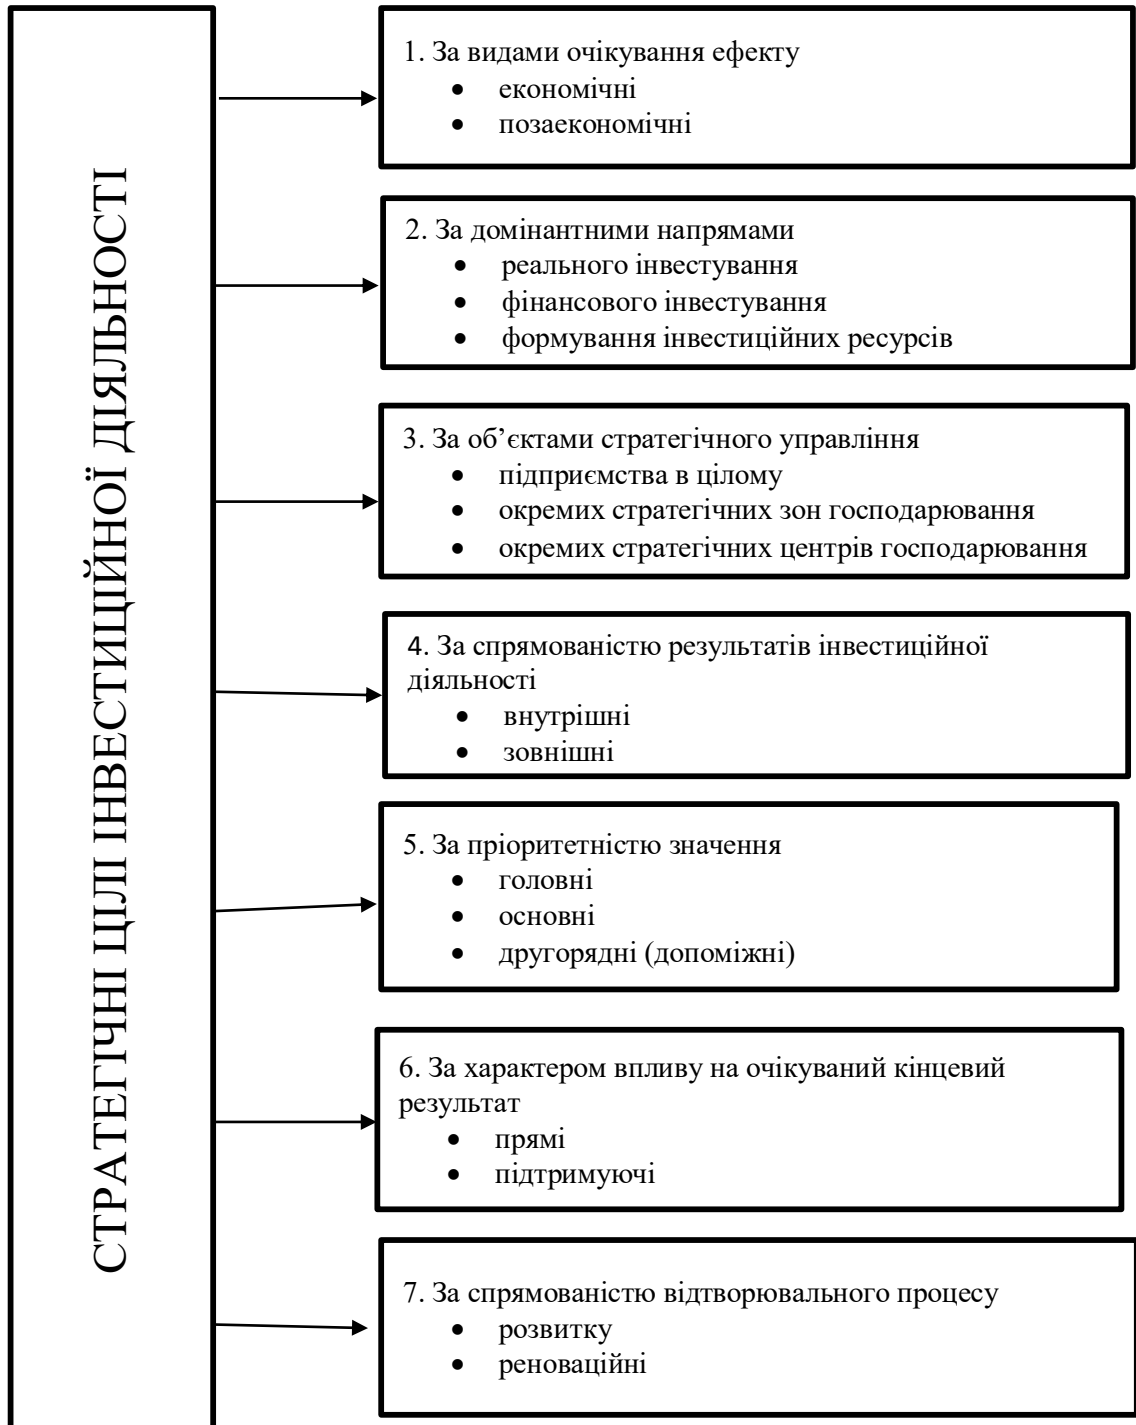 СТРАТЕГІЧНІ ЦІЛІ ІНВЕСТИЦІЙНОЇ ДІЯЛЬНОСТІ
1. За видами очікування ефекту
• економічні
• позаекономічні
2. За домінантними напрямами
• реального інвестування
• фінансового інвестування
• формування інвестиційних ресурсів
3. За об’єктами стратегічного управління
• підприємства в цілому
• окремих стратегічних зон господарювання
• окремих стратегічних центрів господарювання
4. За спрямованістю результатів інвестиційної
діяльності
• внутрішні
• зовнішні
5. За пріоритетністю значення
• головні
• основні
• другорядні (допоміжні)
6. За характером впливу на очікуваний кінцевий
результат
• прямі
• підтримуючі
7. За спрямованістю відтворювального процесу
• розвитку
• реноваційні